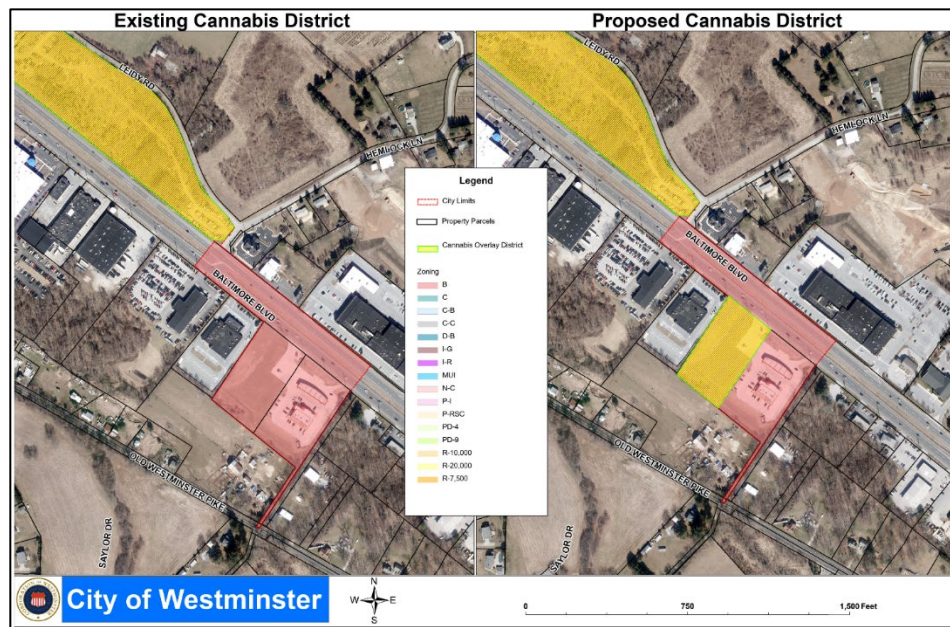 Existing Cannabis District
Proposed Cannabis District
LEIDY RD
HEMLOCK LN
BALTIMORE BLVD
OLD WESTMINSTER PIKE
SAYLOR DR
Legend
City Limits
Property Parcels
Cannabis Overlay District
Zoning
B
C
C-B
C-C
D-B
I-G
I-R
MUI
N-C
P-I
P-RSC
PD-4
PD-9
R-10,000
R-20,000
R-7,500
LEIDY RD
HEMLOCK LN
BALTIMORE BLVD
OLD WESTMINSTER PIKE
SAYLOR DR
City of Westminster
N
W E
S
0 750 1,500 Feet